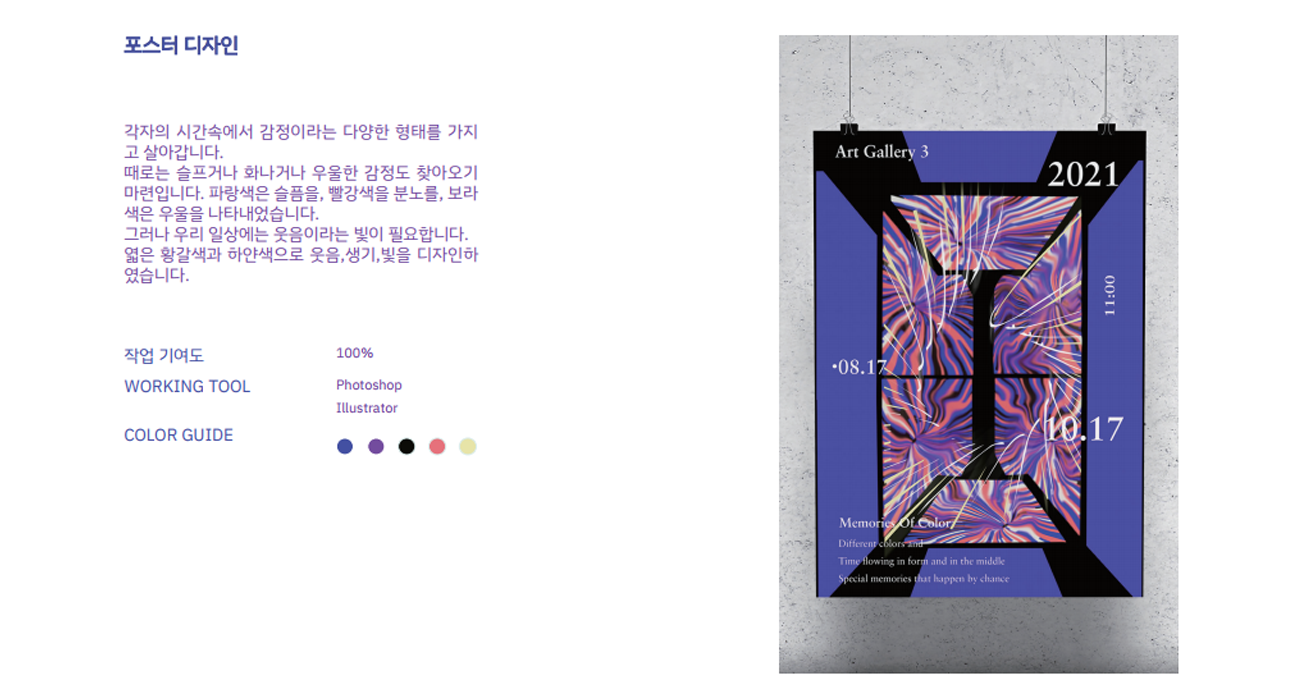 포스터 디자인
각자의 시간속에서 감정이라는 다양한 형태를 가지
고 살아갑니다.
때로는 슬프거나 화나거나 우울한 감정도 찾아오기
마련입니다. 파랑색은 슬픔을, 빨강색을 분노를, 보라
색은 우울을 나타내었습니다.
그러나 우리 일상에는 웃음이라는 빛이 필요합니다.
엷은 황갈색과 하얀색으로 웃음,생기,빛을 디자인하
였습니다.
작업 기여도 100%
WORKING TOOL Photoshop
Illustrator
COLOR GUIDE
Art Gallery 3
2021
11:00
·08.17
10.17
Memories Of Color
Different colors and
Time flowing in form and in the middle
Special memories that happen by chance